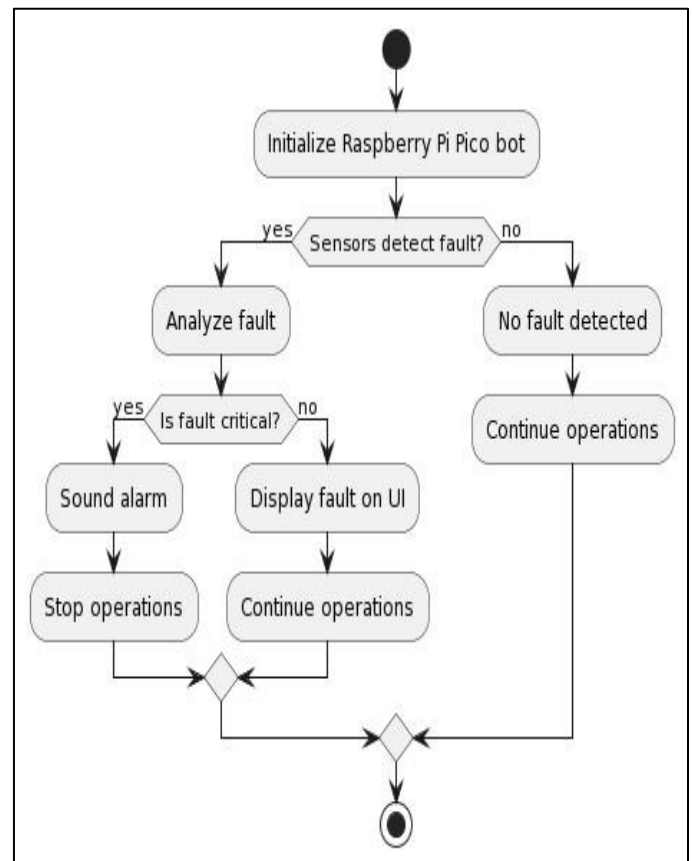 Initialize Raspberry Pi Pico bot
yes
Sensors detect fault?
no
Analyze fault
No fault detected
yes
Is fault critical?
no
Continue operations
Sound alarm
Display fault on UI
Stop operations
Continue operations